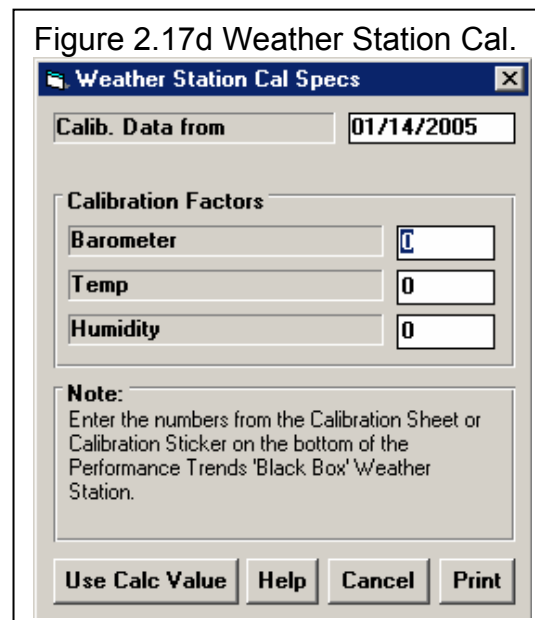 Figure 2.17d Weather Station Cal.
Weather Station Cal Specs
Calib. Data from 01/14/2005
Calibration Factors
Barometer 0
Temp 0
Humidity 0
Note:
Enter the numbers from the Calibration Sheet or
Calibration Sticker on the bottom of the
Performance Trends 'Black Box' Weather
Station.
Use Calc Value Help Cancel Print